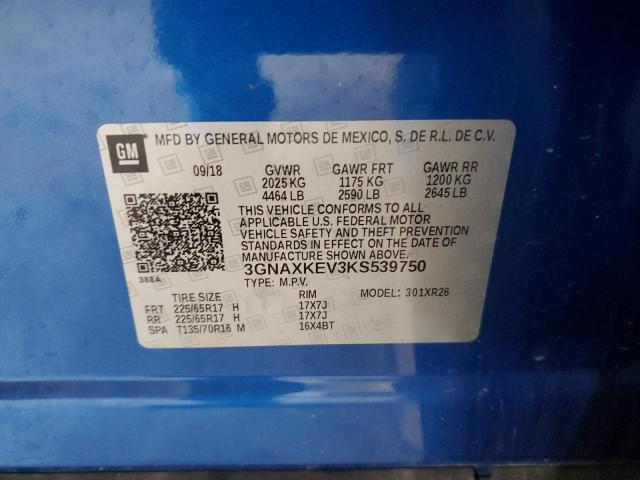 GM
MFD BY GENERAL MOTORS DE MEXICO, S. DE R.L. DE C.V.
09/18 GVWR GAWR FRT GAWR RR
2025 KG 1175 KG 1200 KG
4464 LB 2590 LB 2645 LB
THIS VEHICLE CONFORMS TO ALL
APPLICABLE U.S. FEDERAL MOTOR
VEHICLE SAFETY AND THEFT PREVENTION
STANDARDS IN EFFECT ON THE DATE OF
MANUFACTURE SHOWN ABOVE.
3GNAXKEV3KS539750
388A
TYPE: M.P.V.
TIRE SIZE RIM MODEL: 301XR26
FRT 225/65R17 H 17X7J
RR 225/65R17 H 17X7J
SPA T135/70R16 M 16X4BT